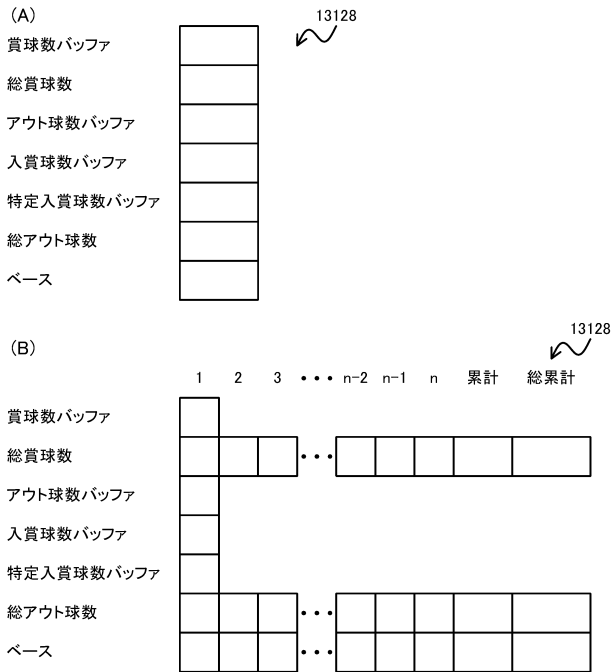 (A)
13128
賞球数バッファ
総賞球数
アウト球数バッファ
入賞球数バッファ
特定入賞球数バッファ
総アウト球数
ベース
(B)
13128
1 2 3 ・・・ n-2 n-1 n 累計 総累計
賞球数バッファ
総賞球数 ・・・
アウト球数バッファ
入賞球数バッファ
特定入賞球数バッファ
総アウト球数 ・・・
ベース ・・・